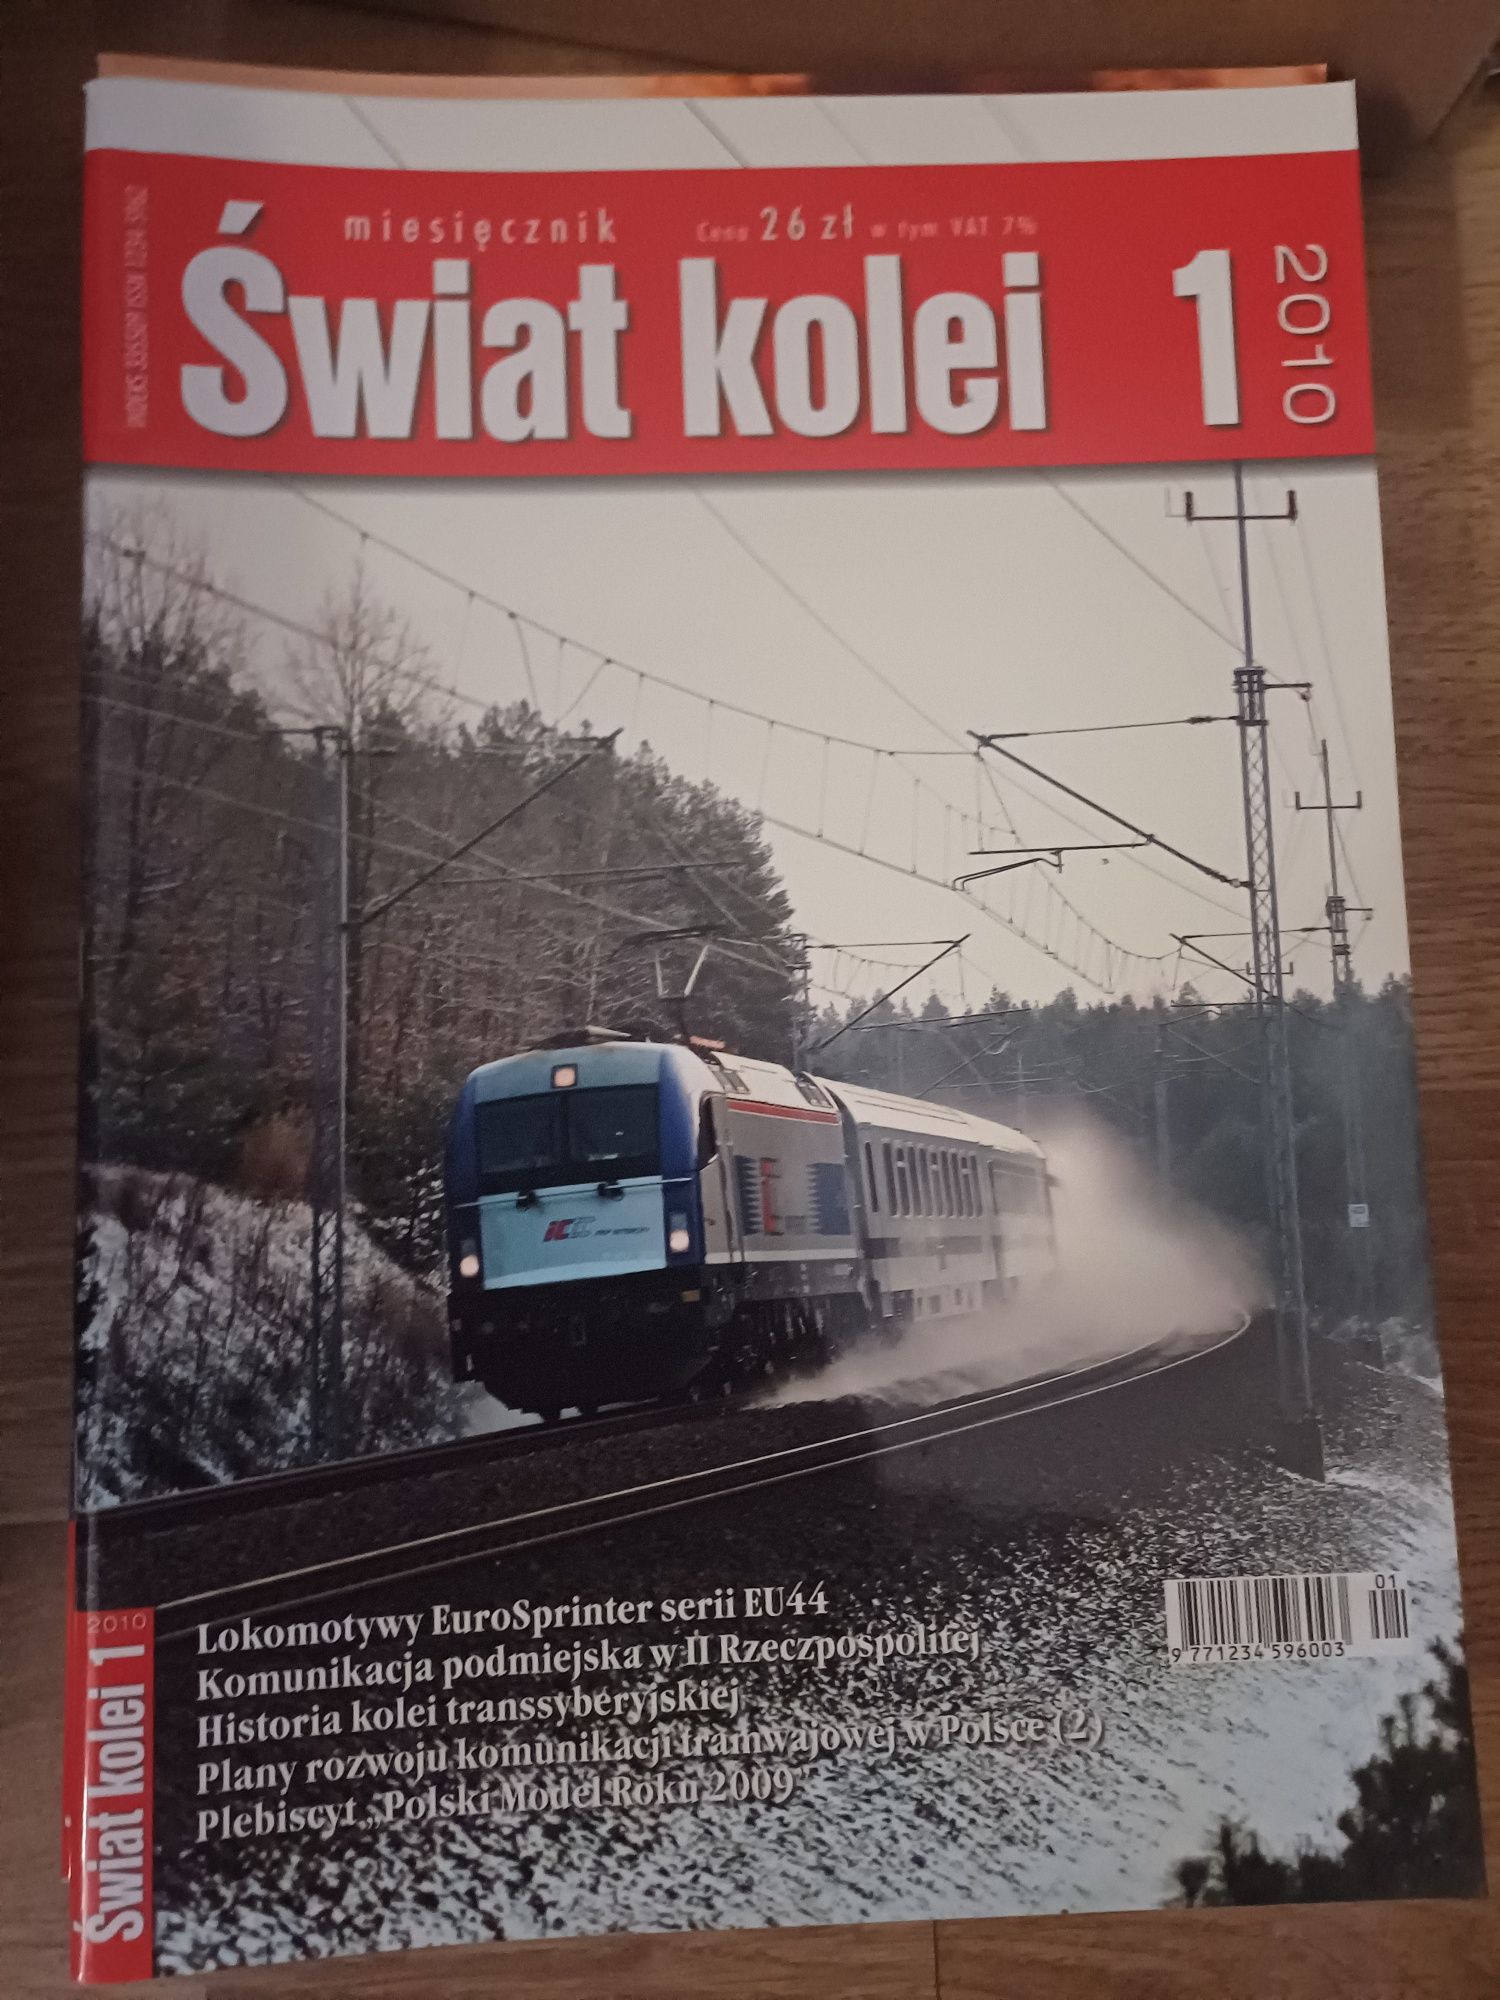 miesięcznik Cena 26 zł w tym VAT 7%
Świat kolei 1
2010
Lokomotywy EuroSprinter serii EU44
Komunikacja podmiejska w II Rzeczpospolitej
Historia kolei transsyberyjskiej
Plany rozwoju komunikacji tramwajowej w Polsce (2)
Plebiscyt „Polski Model Roku 2009”
01
9 771234 596003
2010
Świat kolei 1